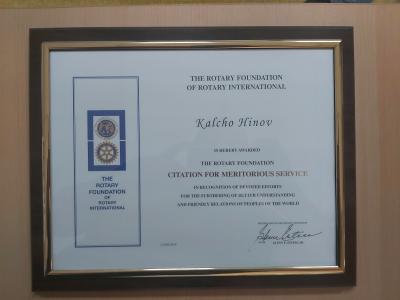 THE ROTARY FOUNDATION
OF ROTARY INTERNATIONAL
Kalcho Hinov
IS HEREBY AWARDED
THE ROTARY FOUNDATION
CITATION FOR MERITORIOUS SERVICE
IN RECOGNITION OF DEVOTED EFFORTS
FOR THE FURTHERING OF BETTER UNDERSTANDING
AND FRIENDLY RELATIONS OF PEOPLES OF THE WORLD
THE
ROTARY
FOUNDATION
OF
ROTARY
INTERNATIONAL